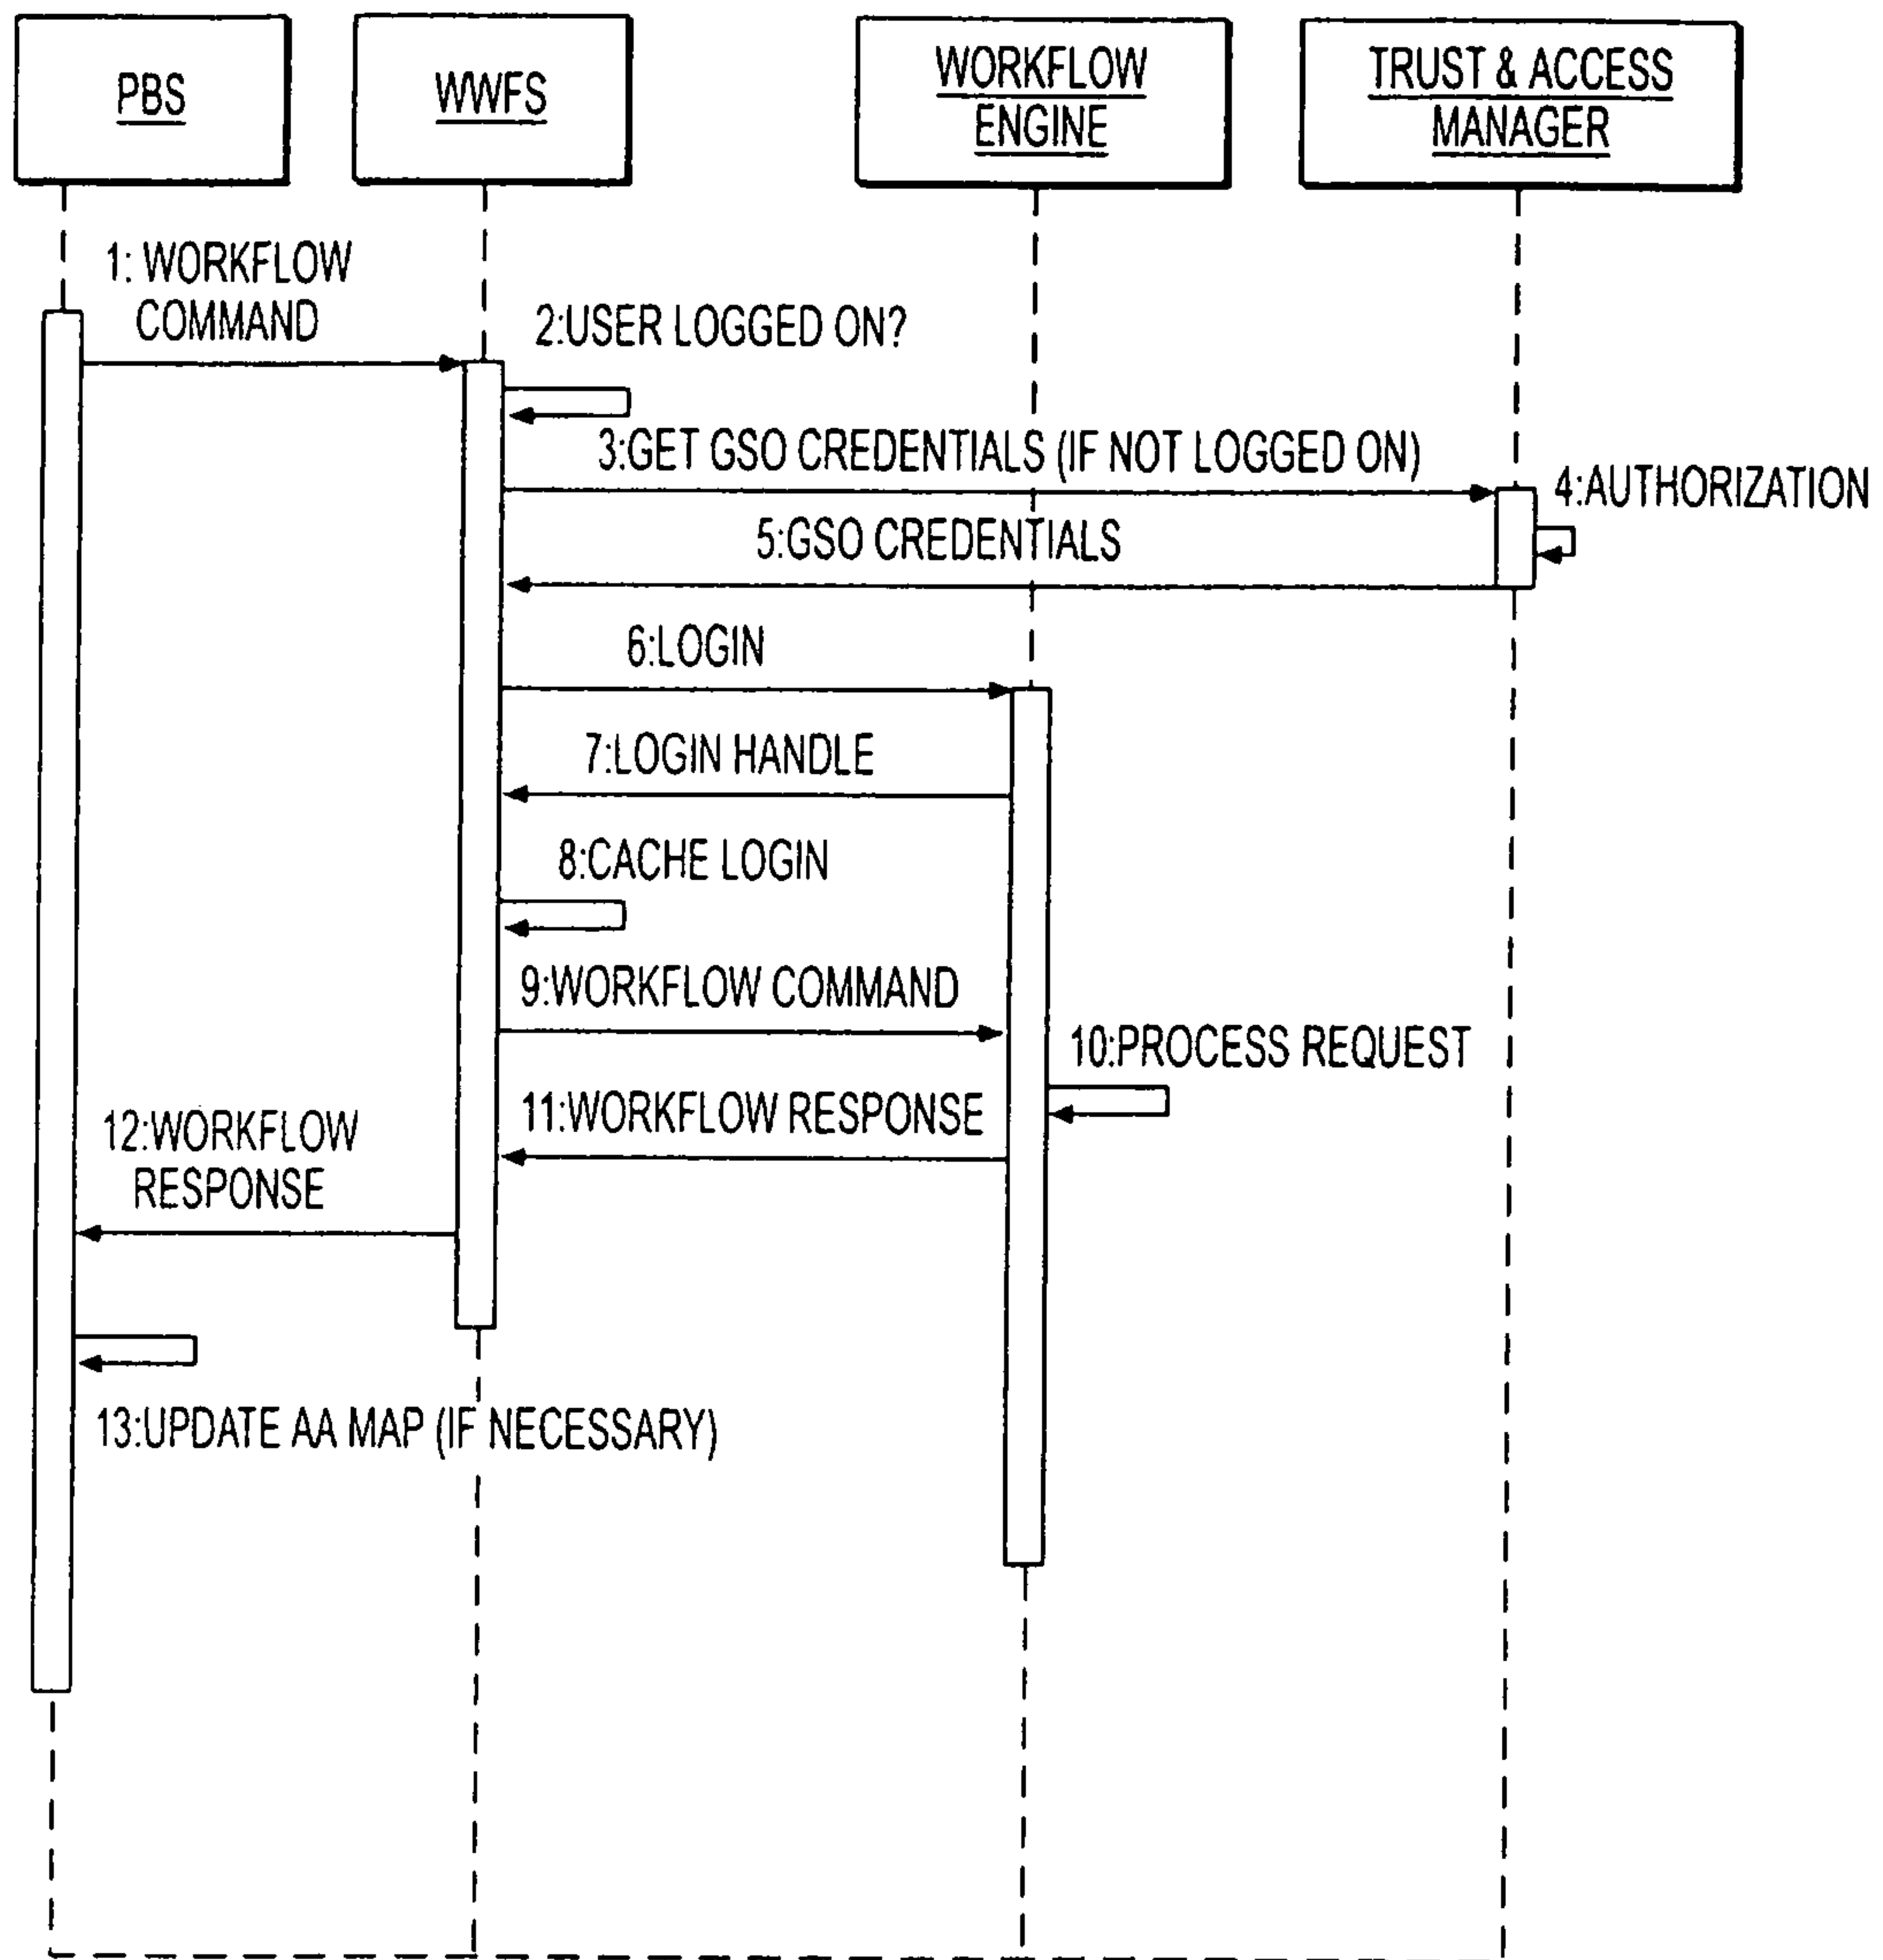 PBS
WWFS
WORKFLOW
ENGINE
TRUST & ACCESS
MANAGER
1: WORKFLOW
COMMAND
2:USER LOGGED ON?
3:GET GSO CREDENTIALS (IF NOT LOGGED ON)
4:AUTHORIZATION
5:GSO CREDENTIALS
6:LOGIN
7:LOGIN HANDLE
8:CACHE LOGIN
9:WORKFLOW COMMAND
10:PROCESS REQUEST
11:WORKFLOW RESPONSE
12:WORKFLOW
RESPONSE
13:UPDATE AA MAP (IF NECESSARY)